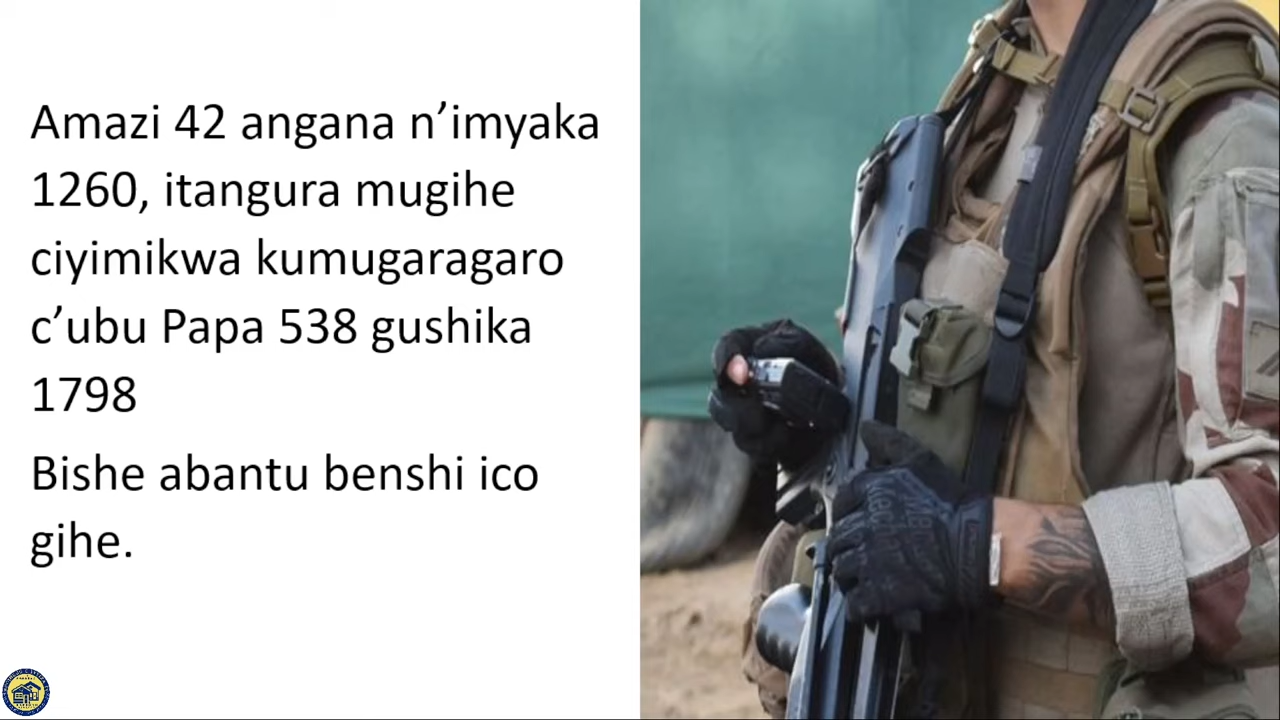 Amazi 42 angana n’imyaka
1260, itangura mugihe
ciyimikwa kumugaragaro
c’ubu Papa 538 gushika
1798
Bishe abantu benshi ico
gihe.